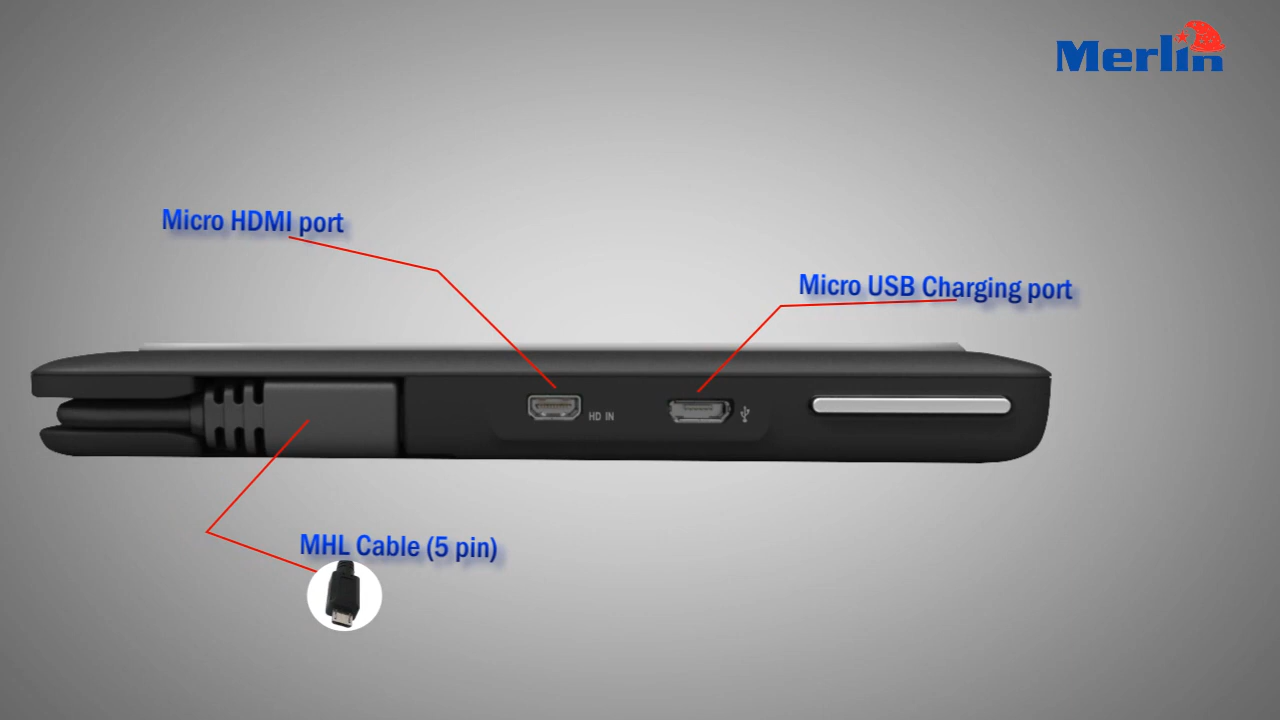 Merlin
Micro HDMI port
Micro USB Charging port
HD IN
MHL Cable (5 pin)